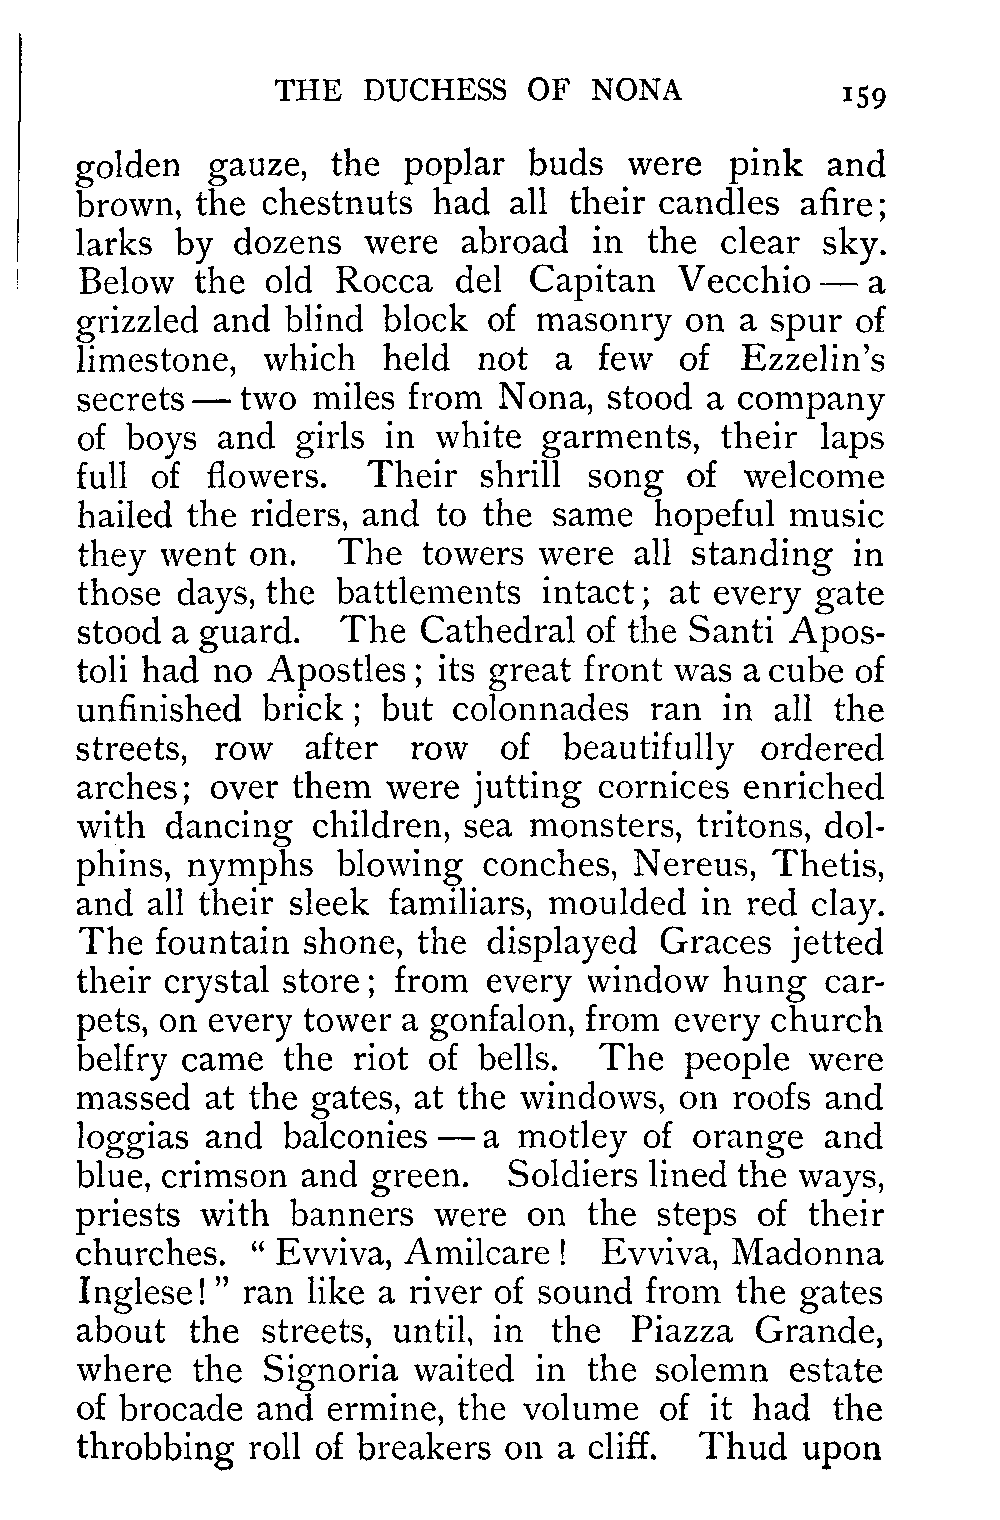 THE DUCHESS OF NONA 159
golden gauze, the poplar buds were pink and
brown, the chestnuts had all their candles afire;
larks by dozens were abroad in the clear sky.
Below the old Rocca del Capitan Vecchio — a
grizzled and blind block of masonry on a spur of
limestone, which held not a few of Ezzelin's
secrets — two miles from Nona, stood a company
of boys and girls in white garments, their laps
full of flowers. Their shrill song of welcome
hailed the riders, and to the same hopeful music
they went on. The towers were all standing in
those days, the battlements intact; at every gate
stood a guard. The Cathedral of the Santi Apos-
toli had no Apostles; its great front was a cube of
unfinished brick; but colonnades ran in all the
streets, row after row of beautifully ordered
arches; over them were jutting cornices enriched
with dancing children, sea monsters, tritons, dol-
phins, nymphs blowing conches, Nereus, Thetis,
and all their sleek familiars, moulded in red clay.
The fountain shone, the displayed Graces jetted
their crystal store; from every window hung car-
pets, on every tower a gonfalon, from every church
belfry came the riot of bells. The people were
massed at the gates, at the windows, on roofs and
loggias and balconies — a motley of orange and
blue, crimson and green. Soldiers lined the ways,
priests with banners were on the steps of their
churches. "Evviva, Amilcare! Evviva, Madonna
Inglese!" ran like a river of sound from the gates
about the streets, until, in the Piazza Grande,
where the Signoria waited in the solemn estate
of brocade and ermine, the volume of it had the
throbbing roll of breakers on a cliff. Thud upon